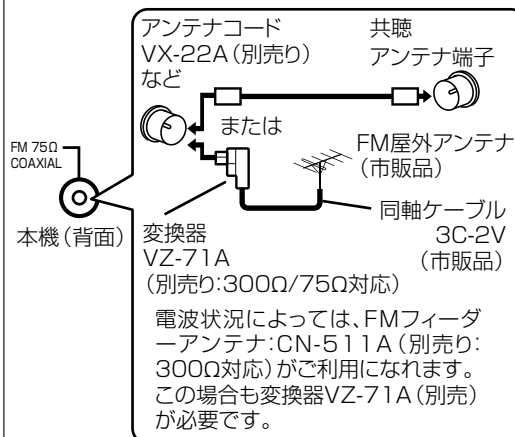 アンテナコード
VX-22A(別売り)
など
共聴
アンテナ端子
または
FM 75Ω
COAXIAL
FM屋外アンテナ
(市販品)
本機(背面)
変換器
VZ-71A
(別売り:300Ω/75Ω対応)
同軸ケーブル
3C-2V
(市販品)
電波状況によっては、FMフィーダ
ーアンテナ:CN-511A(別売り:
300Ω対応)がご利用になれます。
この場合も変換器VZ-71A(別売)
が必要です。